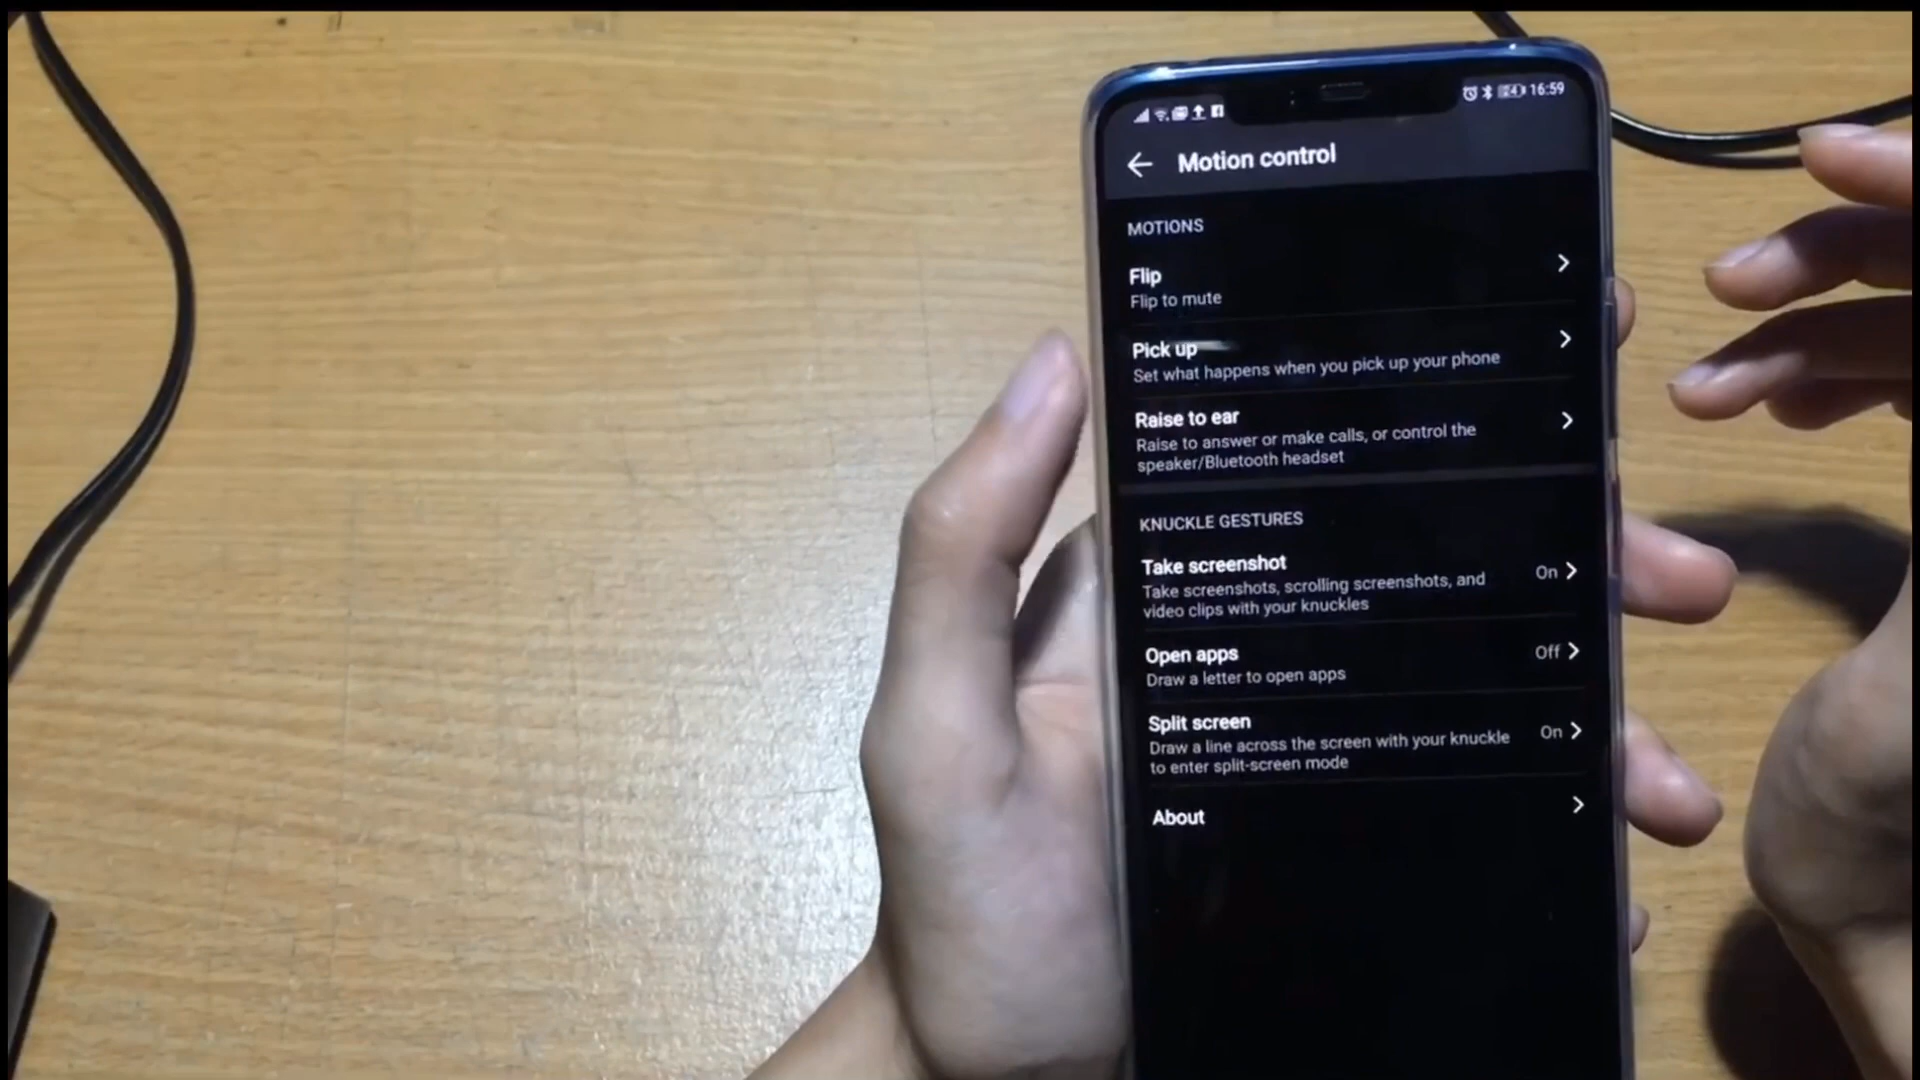 16:59
Motion control
MOTIONS
Flip
Flip to mute
Pick up
Set what happens when you pick up your phone
Raise to ear
Raise to answer or make calls, or control the
speaker/Bluetooth headset
KNUCKLE GESTURES
Take screenshot
On
Take screenshots, scrolling screenshots, and
video clips with your knuckles
Open apps
Off
Draw a letter to open apps
Split screen
On
Draw a line across the screen with your knuckle
to enter split-screen mode
About